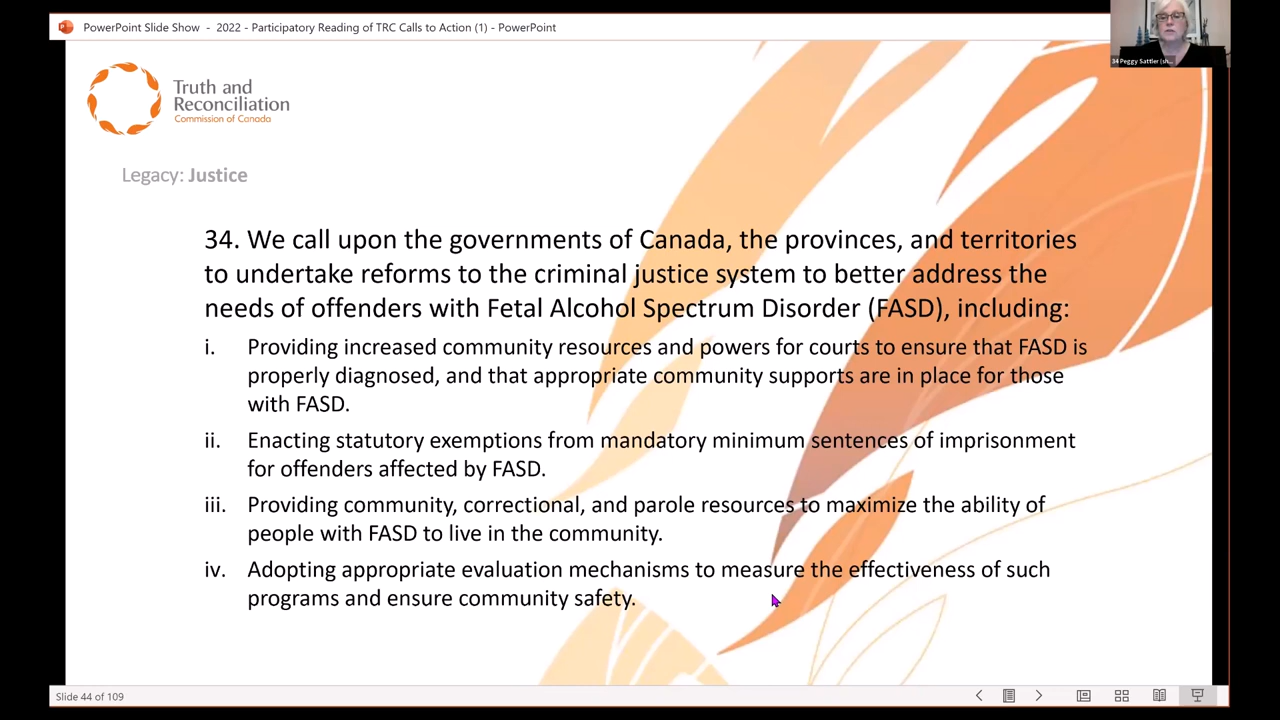 PowerPoint Slide Show - 2022 - Participatory Reading of TRC Calls to Action (1) - PowerPoint
34 Peggy Sattler (sh...
Truth and
Reconciliation
Commission of Canada
Legacy: Justice
34. We call upon the governments of Canada, the provinces, and territories
to undertake reforms to the criminal justice system to better address the
needs of offenders with Fetal Alcohol Spectrum Disorder (FASD), including:
i. Providing increased community resources and powers for courts to ensure that FASD is
properly diagnosed, and that appropriate community supports are in place for those
with FASD.
ii. Enacting statutory exemptions from mandatory minimum sentences of imprisonment
for offenders affected by FASD.
iii. Providing community, correctional, and parole resources to maximize the ability of
people with FASD to live in the community.
iv. Adopting appropriate evaluation mechanisms to measure the effectiveness of such
programs and ensure community safety.
Slide 44 of 109